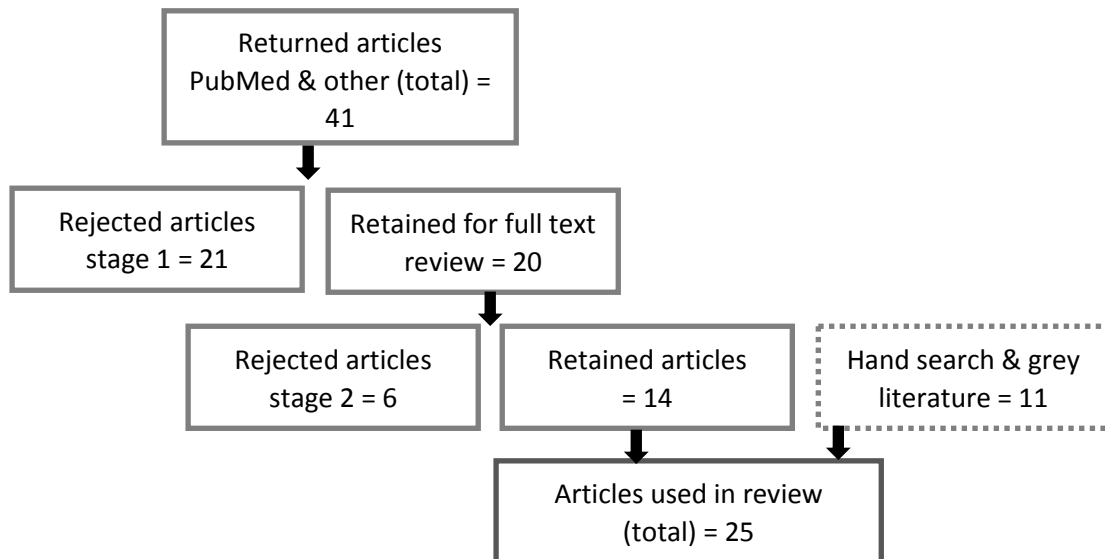 Returned articles
PubMed & other (total) =
41
Rejected articles
stage 1 = 21
Retained for full text
review = 20
Rejected articles
stage 2 = 6
Retained articles
= 14
Hand search & grey
literature = 11
Articles used in review
(total) = 25